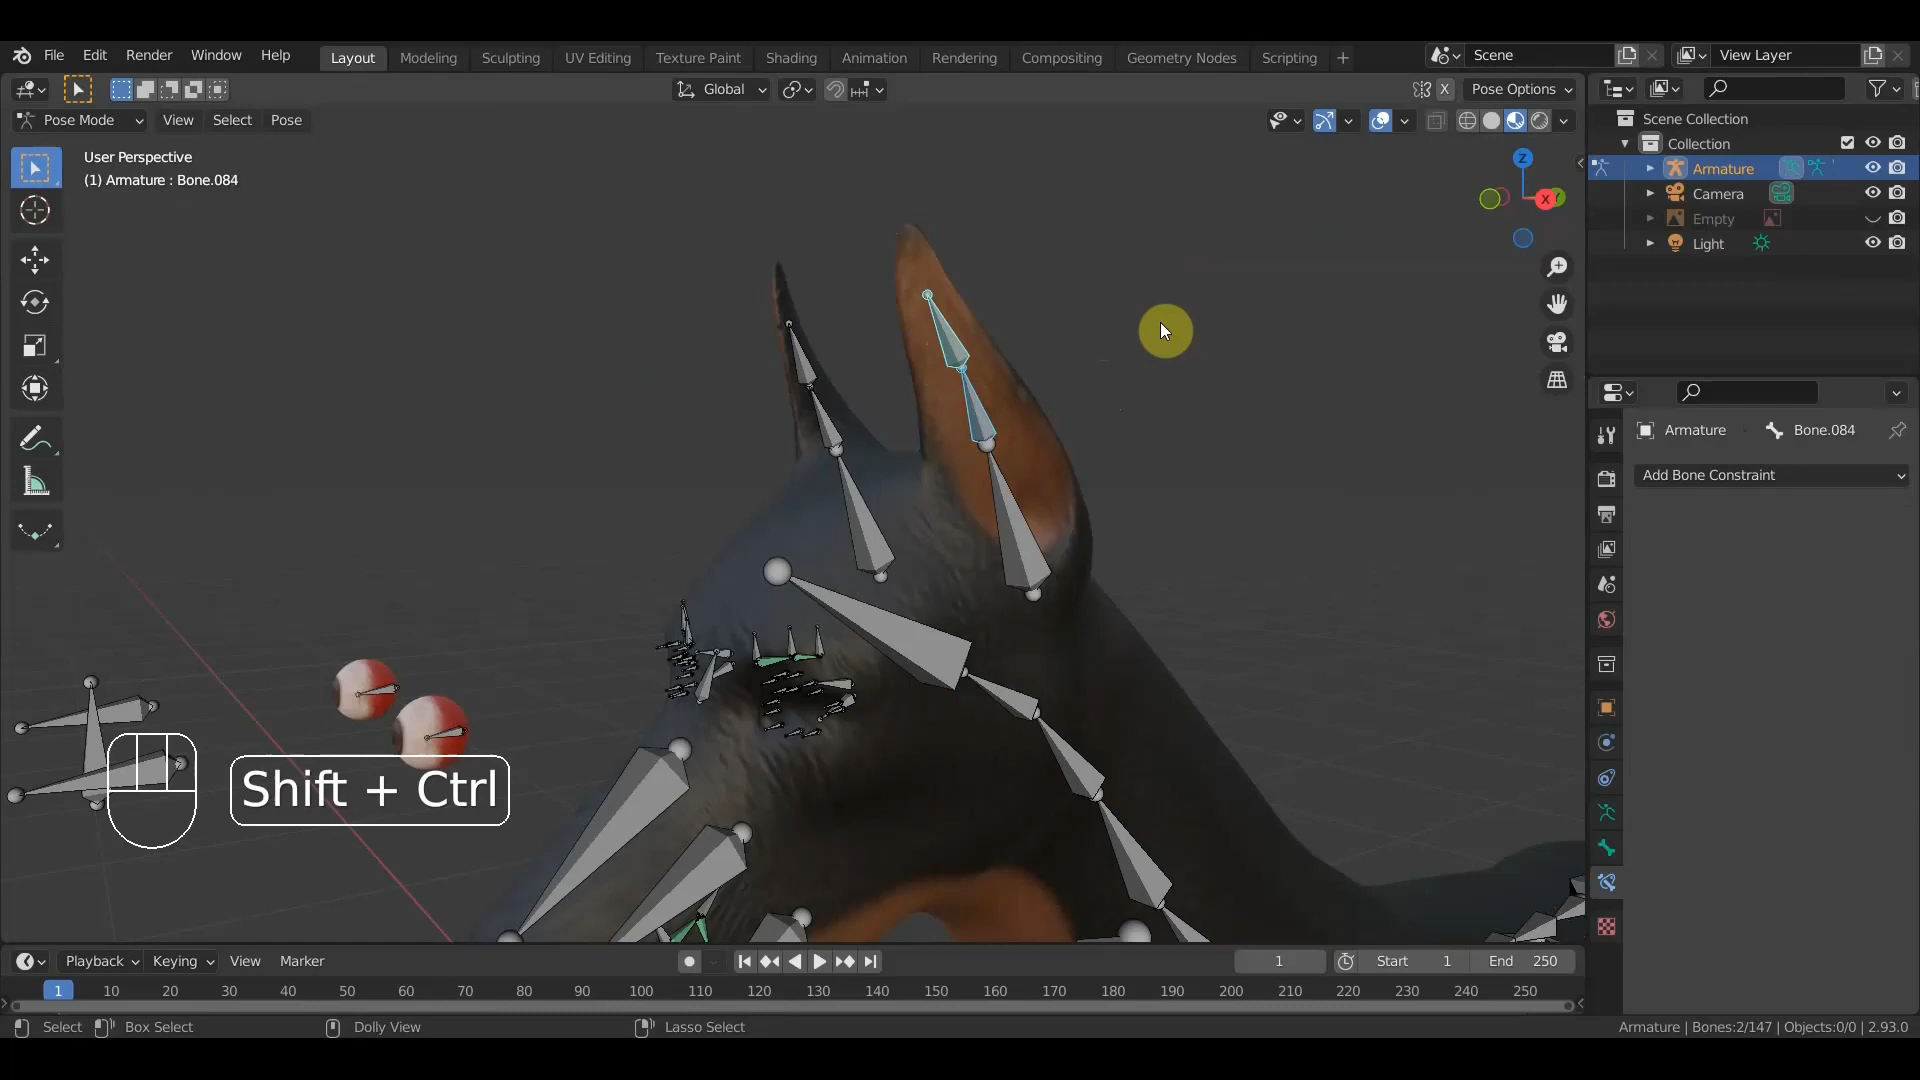 File Edit Render Window Help Layout Modeling Sculpting UV Editing Texture Paint Shading Animation Rendering Compositing Geometry Nodes Scripting + Scene View Layer
Global X Pose Options
Pose Mode View Select Pose
User Perspective
(1) Armature : Bone.084
Z
X
Y
Scene Collection
Collection
Armature
Camera
Empty
Light
Armature Bone.084
Add Bone Constraint
Shift + Ctrl
Playback Keying View Marker 1 Start 1 End 250
1 10 20 30 40 50 60 70 80 90 100 110 120 130 140 150 160 170 180 190 200 210 220 230 240 250
Select Box Select Dolly View Lasso Select Armature | Bones:2/147 | Objects:0/0 | 2.93.0